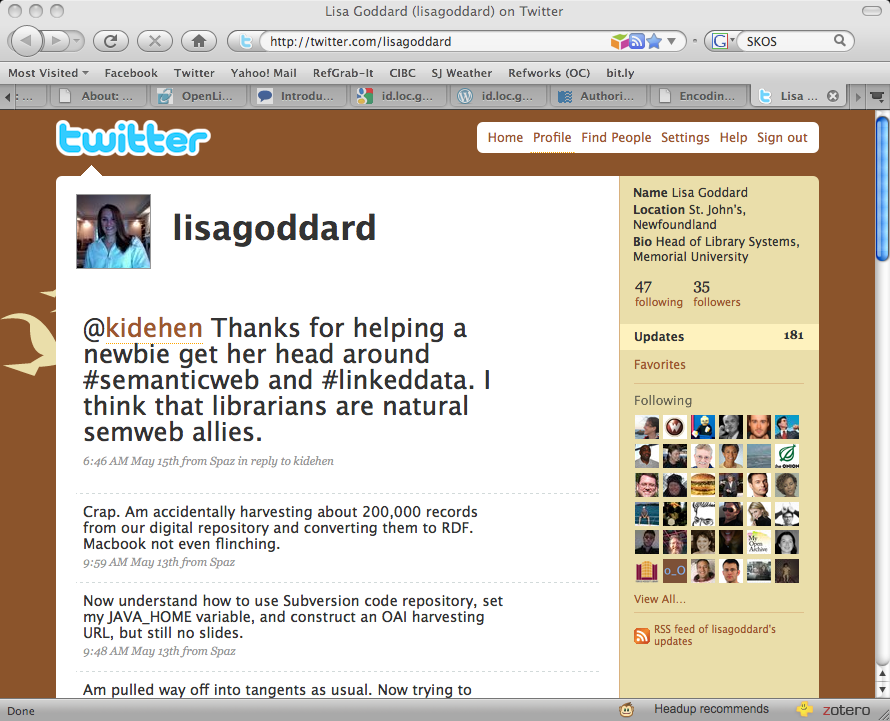 Lisa Goddard (lisagoddard) on Twitter
http://twitter.com/lisagoddard
G SKOS
Most Visited Facebook Twitter Yahoo! Mail RefGrab-It CIBC SJ Weather Refworks (OC) bit.ly
: ... About: ... OpenLi... Introdu... id.loc.g... id.loc.g... Authori... Encodin... Lisa ...
twitter
Home Profile Find People Settings Help Sign out
lisagoddard
@kidehen Thanks for helping a
newbie get her head around
#semanticweb and #linkeddata. I
think that librarians are natural
semweb allies.
6:46 AM May 15th from Spaz in reply to kidehen
Crap. Am accidentally harvesting about 200,000 records
from our digital repository and converting them to RDF.
Macbook not even flinching.
9:59 AM May 13th from Spaz
Now understand how to use Subversion code repository, set
my JAVA_HOME variable, and construct an OAI harvesting
URL, but still no slides.
9:48 AM May 13th from Spaz
Am pulled way off into tangents as usual. Now trying to
Name Lisa Goddard
Location St. John's,
Newfoundland
Bio Head of Library Systems,
Memorial University
47 35
following followers
Updates 181
Favorites
Following
the ONION
My Open Archive
o_O
View All...
RSS feed of lisagoddard's
updates
Done Headup recommends zotero